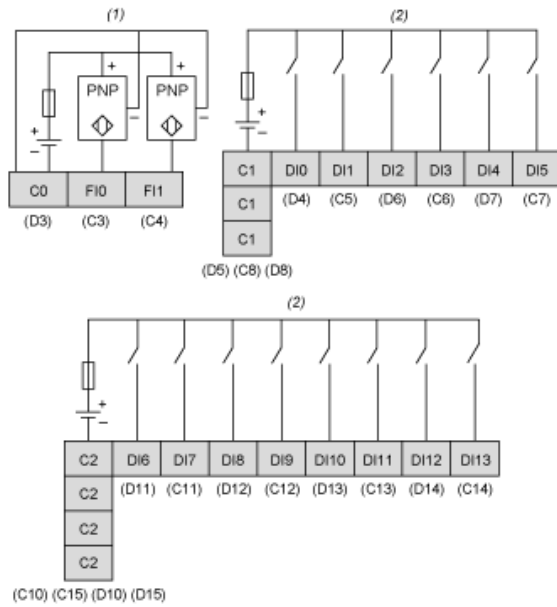 (1)
+ +
PNP PNP
+ − −
−
C0 FI0 FI1
(D3) (C3) (C4)
(2)
+
−
C1 DI0 DI1 DI2 DI3 DI4 DI5
(D4) (C5) (D6) (C6) (D7) (C7)
C1
C1
(D5) (C8) (D8)
(2)
+
−
C2 DI6 DI7 DI8 DI9 DI10 DI11 DI12 DI13
(D11) (C11) (D12) (C12) (D13) (C13) (D14) (C14)
C2
C2
C2
(C10) (C15) (D10) (D15)